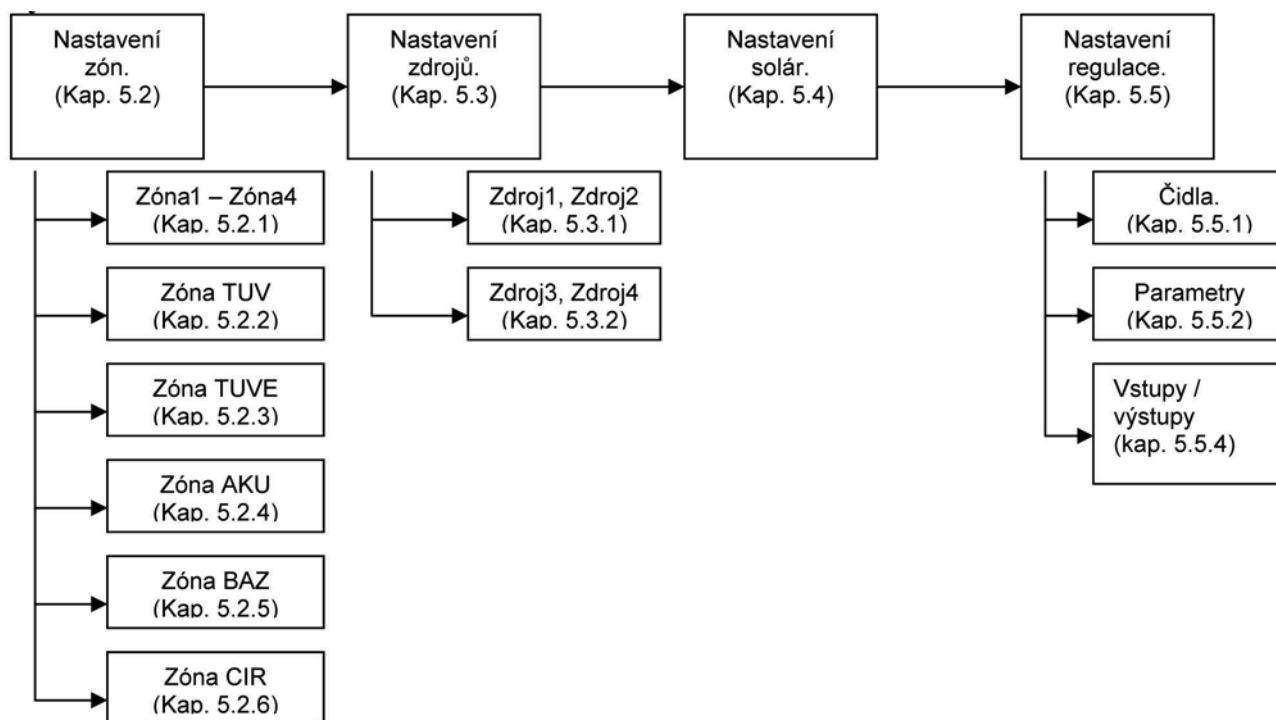 Nastavení
zón.
(Kap. 5.2)
Nastavení
zdrojů.
(Kap. 5.3)
Nastavení
solár.
(Kap. 5.4)
Nastavení
regulace.
(Kap. 5.5)
Zóna1 – Zóna4
(Kap. 5.2.1)
Zóna TUV
(Kap. 5.2.2)
Zóna TUVE
(Kap. 5.2.3)
Zóna AKU
(Kap. 5.2.4)
Zóna BAZ
(Kap. 5.2.5)
Zóna CIR
(Kap. 5.2.6)
Zdroj1, Zdroj2
(Kap. 5.3.1)
Zdroj3, Zdroj4
(Kap. 5.3.2)
Čidla.
(Kap. 5.5.1)
Parametry
(Kap. 5.5.2)
Vstupy /
výstupy
(kap. 5.5.4)